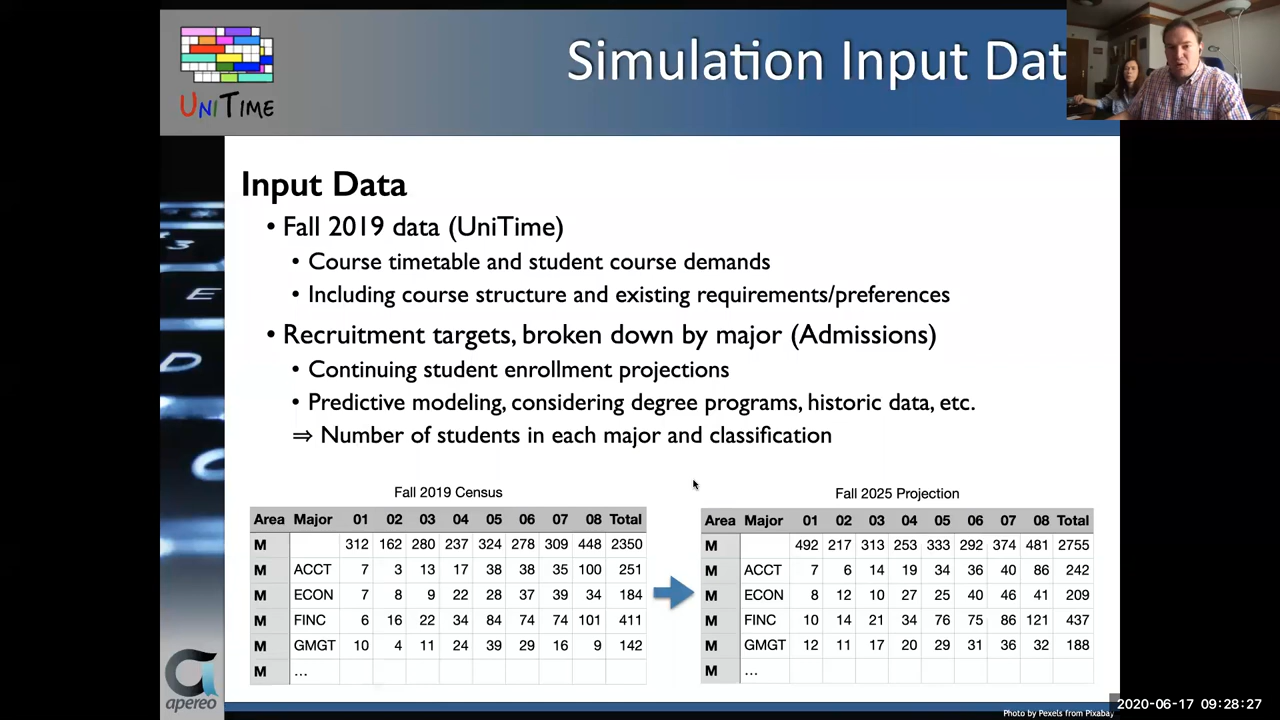 UNITIME
Simulation Input Dat
Input Data
• Fall 2019 data (UniTime)
• Course timetable and student course demands
• Including course structure and existing requirements/preferences
• Recruitment targets, broken down by major (Admissions)
• Continuing student enrollment projections
• Predictive modeling, considering degree programs, historic data, etc.
⇒ Number of students in each major and classification
Fall 2019 Census
Area Major 01 02 03 04 05 06 07 08 Total
M 312 162 280 237 324 278 309 448 2350
M ACCT 7 3 13 17 38 38 35 100 251
M ECON 7 8 9 22 28 37 39 34 184
M FINC 6 16 22 34 84 74 74 101 411
M GMGT 10 4 11 24 39 29 16 9 142
M ...
Fall 2025 Projection
Area Major 01 02 03 04 05 06 07 08 Total
M 492 217 313 253 333 292 374 481 2755
M ACCT 7 6 14 19 34 36 40 86 242
M ECON 8 12 10 27 25 40 46 41 209
M FINC 10 14 21 34 76 75 86 121 437
M GMGT 12 11 17 20 29 31 36 32 188
M ...
3
E
D
C
apereo
Photo by Pexels from Pixabay
2020-06-17 09:28:27